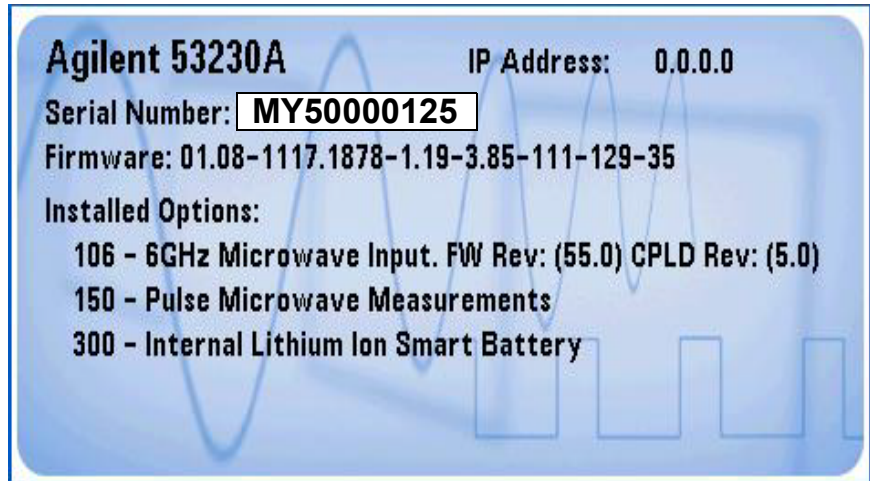 Agilent 53230A IP Address: 0.0.0.0
Serial Number: MY50000125
Firmware: 01.08-1117.1878-1.19-3.85-111-129-35
Installed Options:
106 - 6GHz Microwave Input. FW Rev: (55.0) CPLD Rev: (5.0)
150 - Pulse Microwave Measurements
300 - Internal Lithium Ion Smart Battery